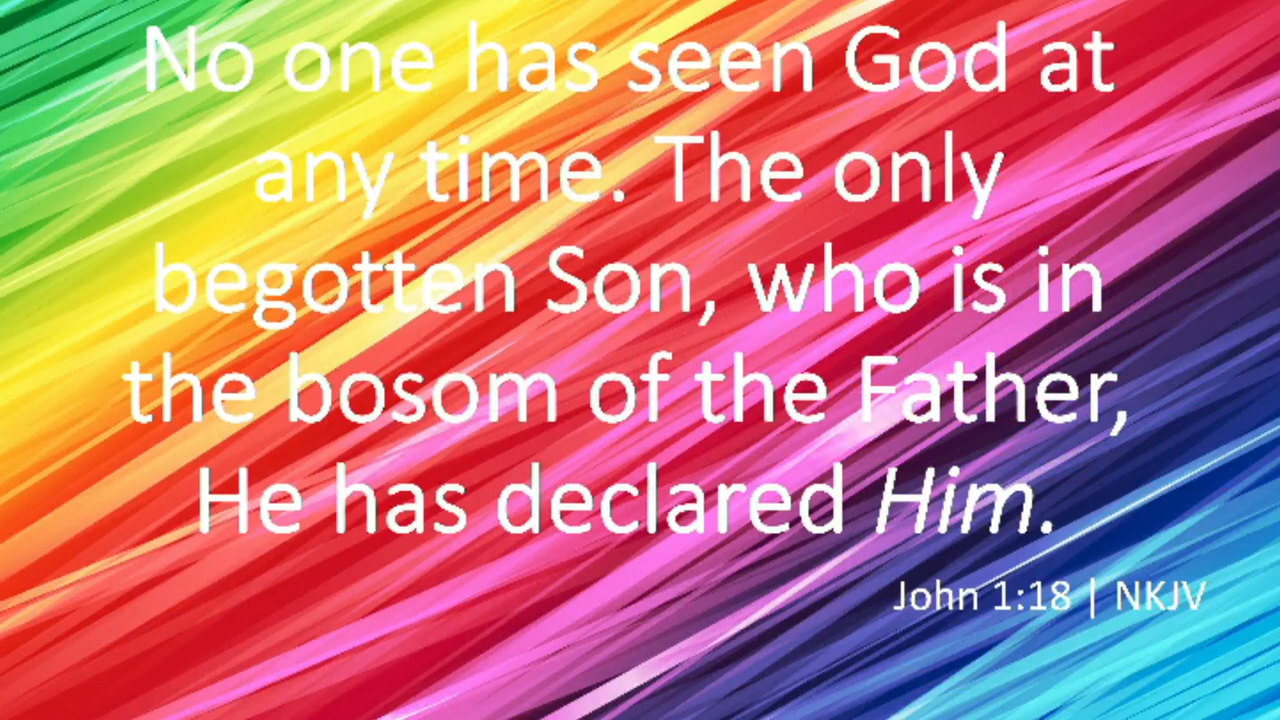 No one has seen God at
any time. The only
begotten Son, who is in
the bosom of the Father,
He has declared Him.
John 1:18 | NKJV